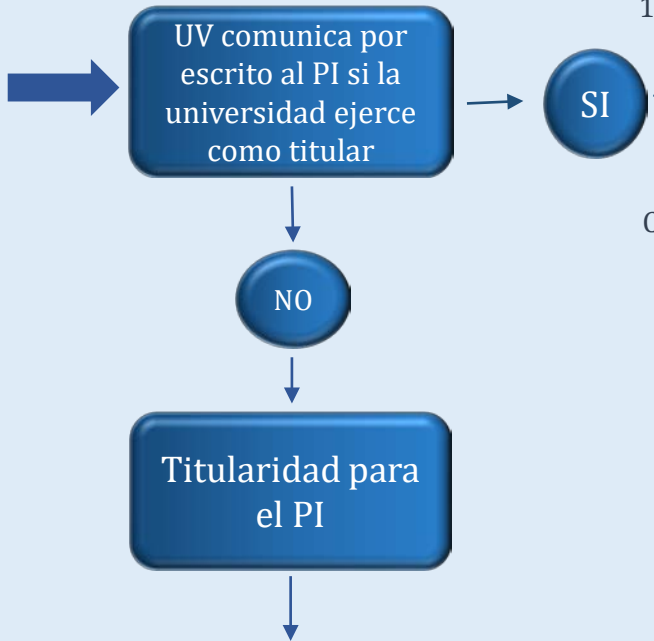 UV comunica por
escrito al PI si la
universidad ejerce
como titular
SI
NO
Titularidad para
el PI